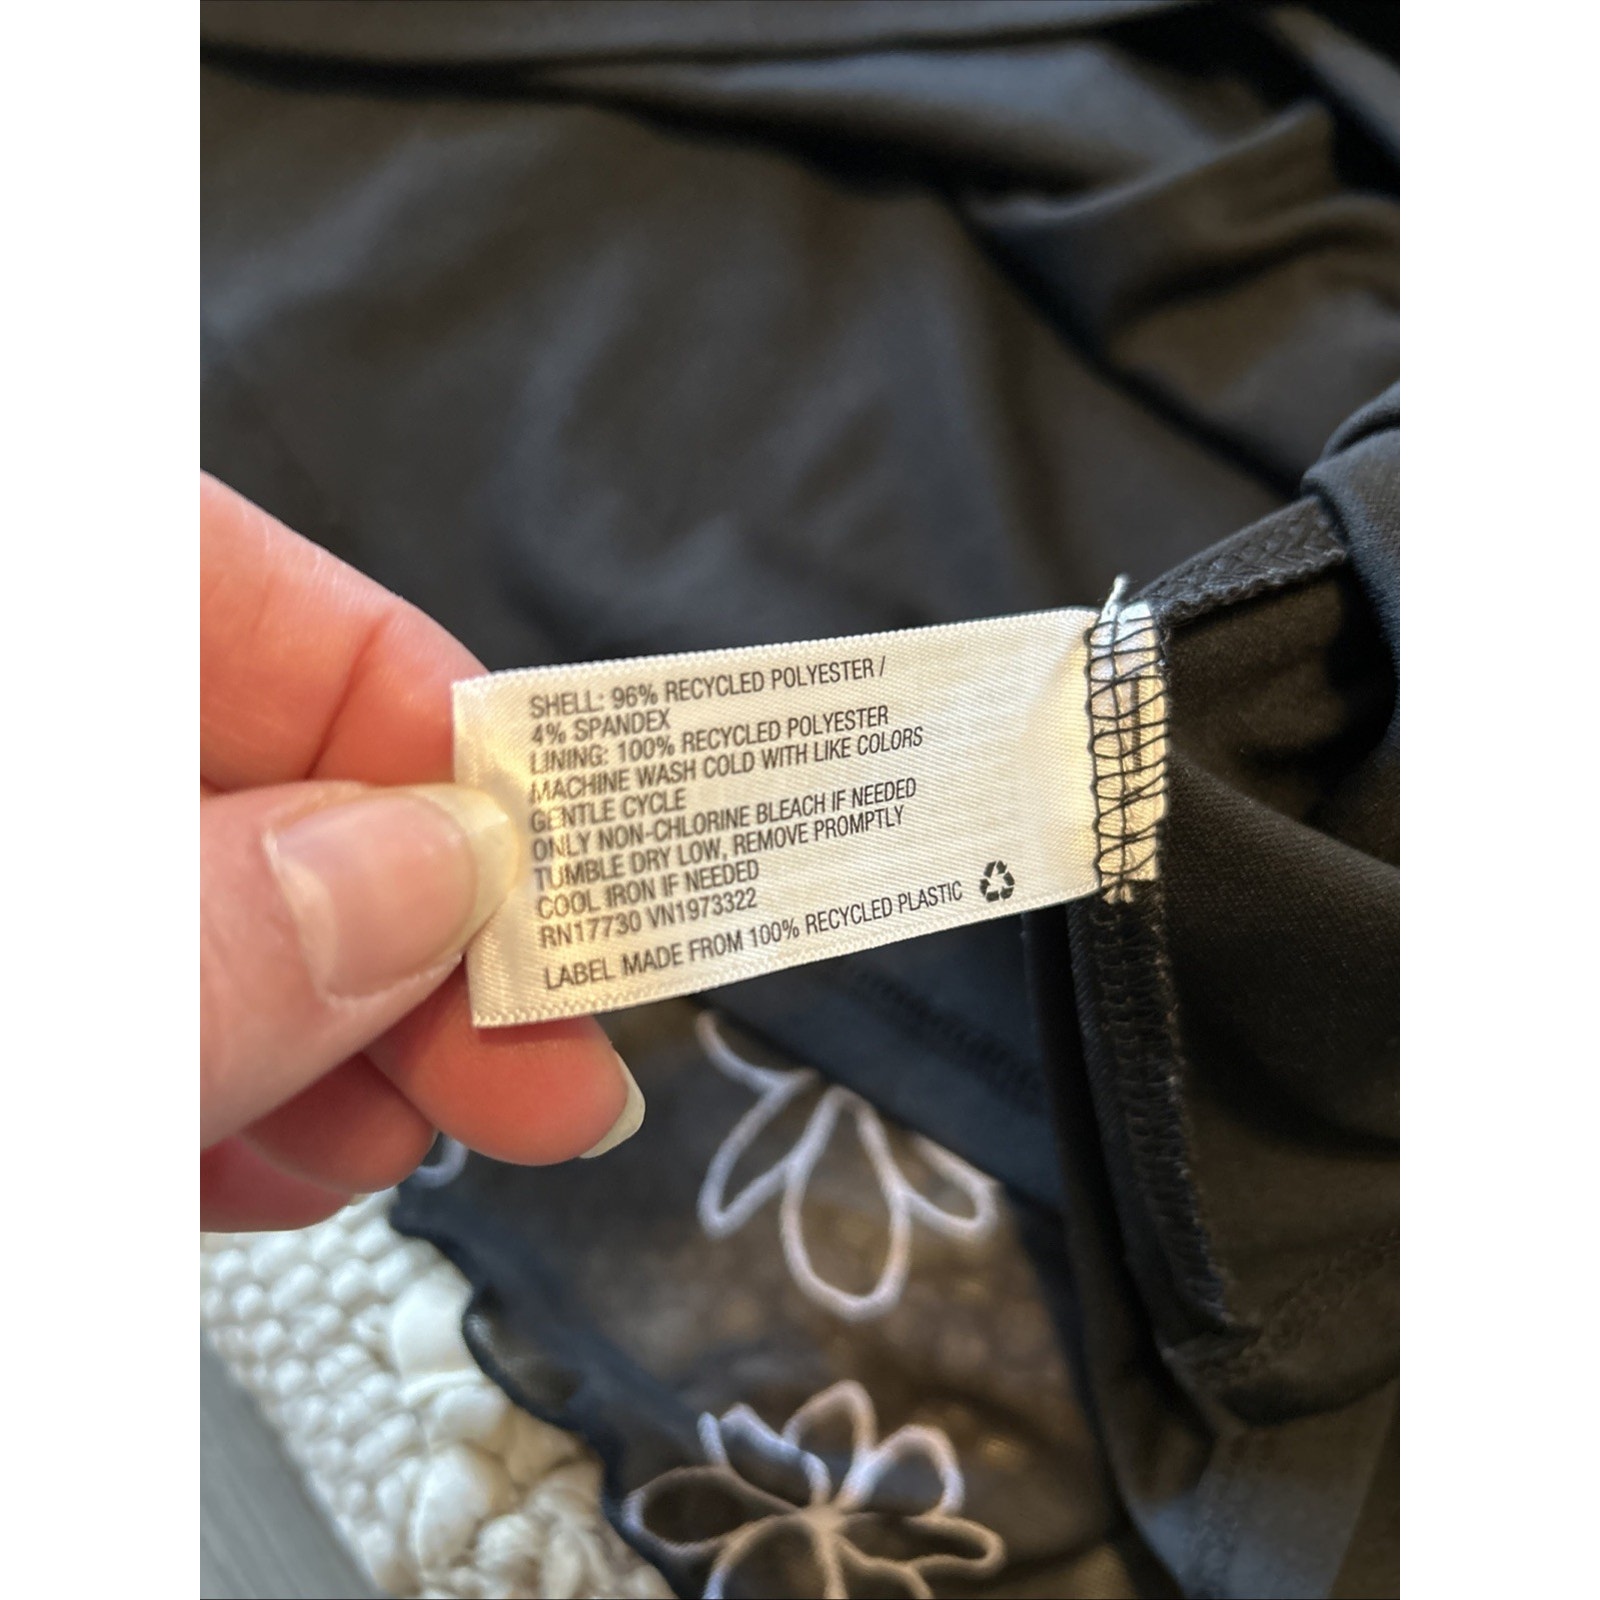 SHELL: 96% RECYCLED POLYESTER /
4% SPANDEX
LINING: 100% RECYCLED POLYESTER
MACHINE WASH COLD WITH LIKE COLORS
GENTLE CYCLE
ONLY NON-CHLORINE BLEACH IF NEEDED
TUMBLE DRY LOW, REMOVE PROMPTLY
COOL IRON IF NEEDED
RN17730 VN1973322
LABEL MADE FROM 100% RECYCLED PLASTIC